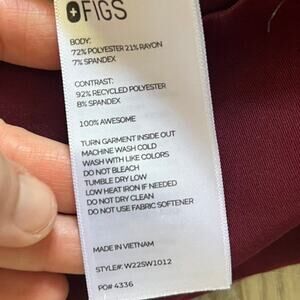 FIGS
BODY:
72% POLYESTER 21% RAYON
7% SPANDEX
CONTRAST:
92% RECYCLED POLYESTER
8% SPANDEX
100% AWESOME
TURN GARMENT INSIDE OUT
MACHINE WASH COLD
WASH WITH LIKE COLORS
DO NOT BLEACH
TUMBLE DRY LOW
LOW HEAT IRON IF NEEDED
DO NOT DRY CLEAN
DO NOT USE FABRIC SOFTENER
MADE IN VIETNAM
STYLE#: W22SW1012
PO# 4336